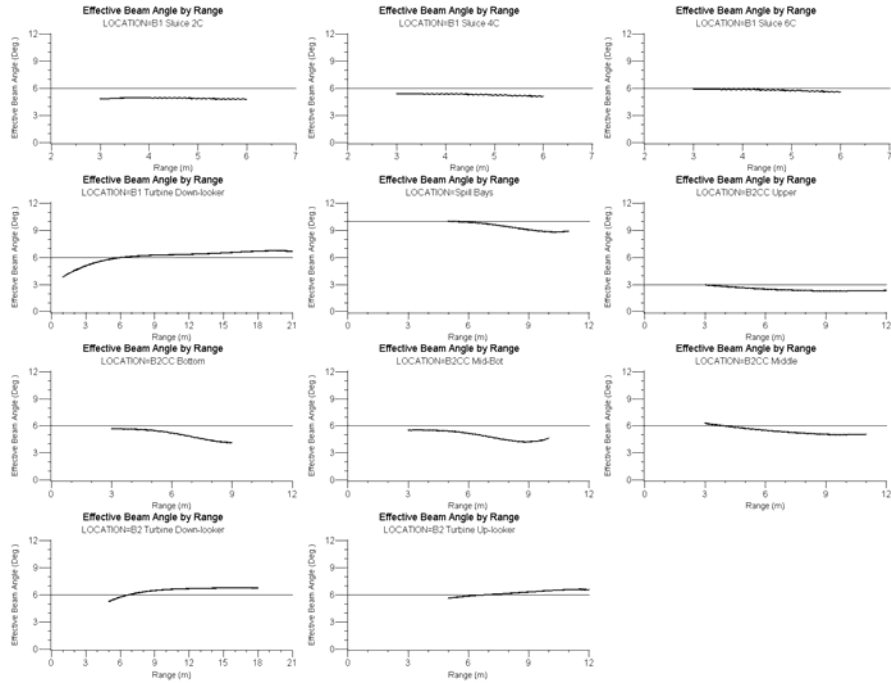 Effective Beam Angle by Range
LOCATION=B1 Sluice 2C
Effective Beam Angle (Deg.)
12
9
6
3
0
2 3 4 5 6 7
Range (m)
Effective Beam Angle by Range
LOCATION=B1 Sluice 4C
Effective Beam Angle (Deg.)
12
9
6
3
0
2 3 4 5 6 7
Range (m)
Effective Beam Angle by Range
LOCATION=B1 Sluice 6C
Effective Beam Angle (Deg.)
12
9
6
3
0
2 3 4 5 6 7
Range (m)
Effective Beam Angle by Range
LOCATION=B1 Turbine Down-looker
Effective Beam Angle (Deg.)
12
9
6
3
0
0 3 6 9 12 15 18 21
Range (m)
Effective Beam Angle by Range
LOCATION=Spill Bays
Effective Beam Angle (Deg.)
12
9
6
3
0
0 3 6 9 12
Range (m)
Effective Beam Angle by Range
LOCATION=B2CC Upper
Effective Beam Angle (Deg.)
12
9
6
3
0
0 3 6 9 12
Range (m)
Effective Beam Angle by Range
LOCATION=B2CC Bottom
Effective Beam Angle (Deg.)
12
9
6
3
0
0 3 6 9 12
Range (m)
Effective Beam Angle by Range
LOCATION=B2CC Mid-Bot
Effective Beam Angle (Deg.)
12
9
6
3
0
0 3 6 9 12
Range (m)
Effective Beam Angle by Range
LOCATION=B2CC Middle
Effective Beam Angle (Deg.)
12
9
6
3
0
0 3 6 9 12
Range (m)
Effective Beam Angle by Range
LOCATION=B2 Turbine Down-looker
Effective Beam Angle (Deg.)
12
9
6
3
0
0 3 6 9 12 15 18 21
Range (m)
Effective Beam Angle by Range
LOCATION=B2 Turbine Up-looker
Effective Beam Angle (Deg.)
12
9
6
3
0
0 3 6 9 12
Range (m)